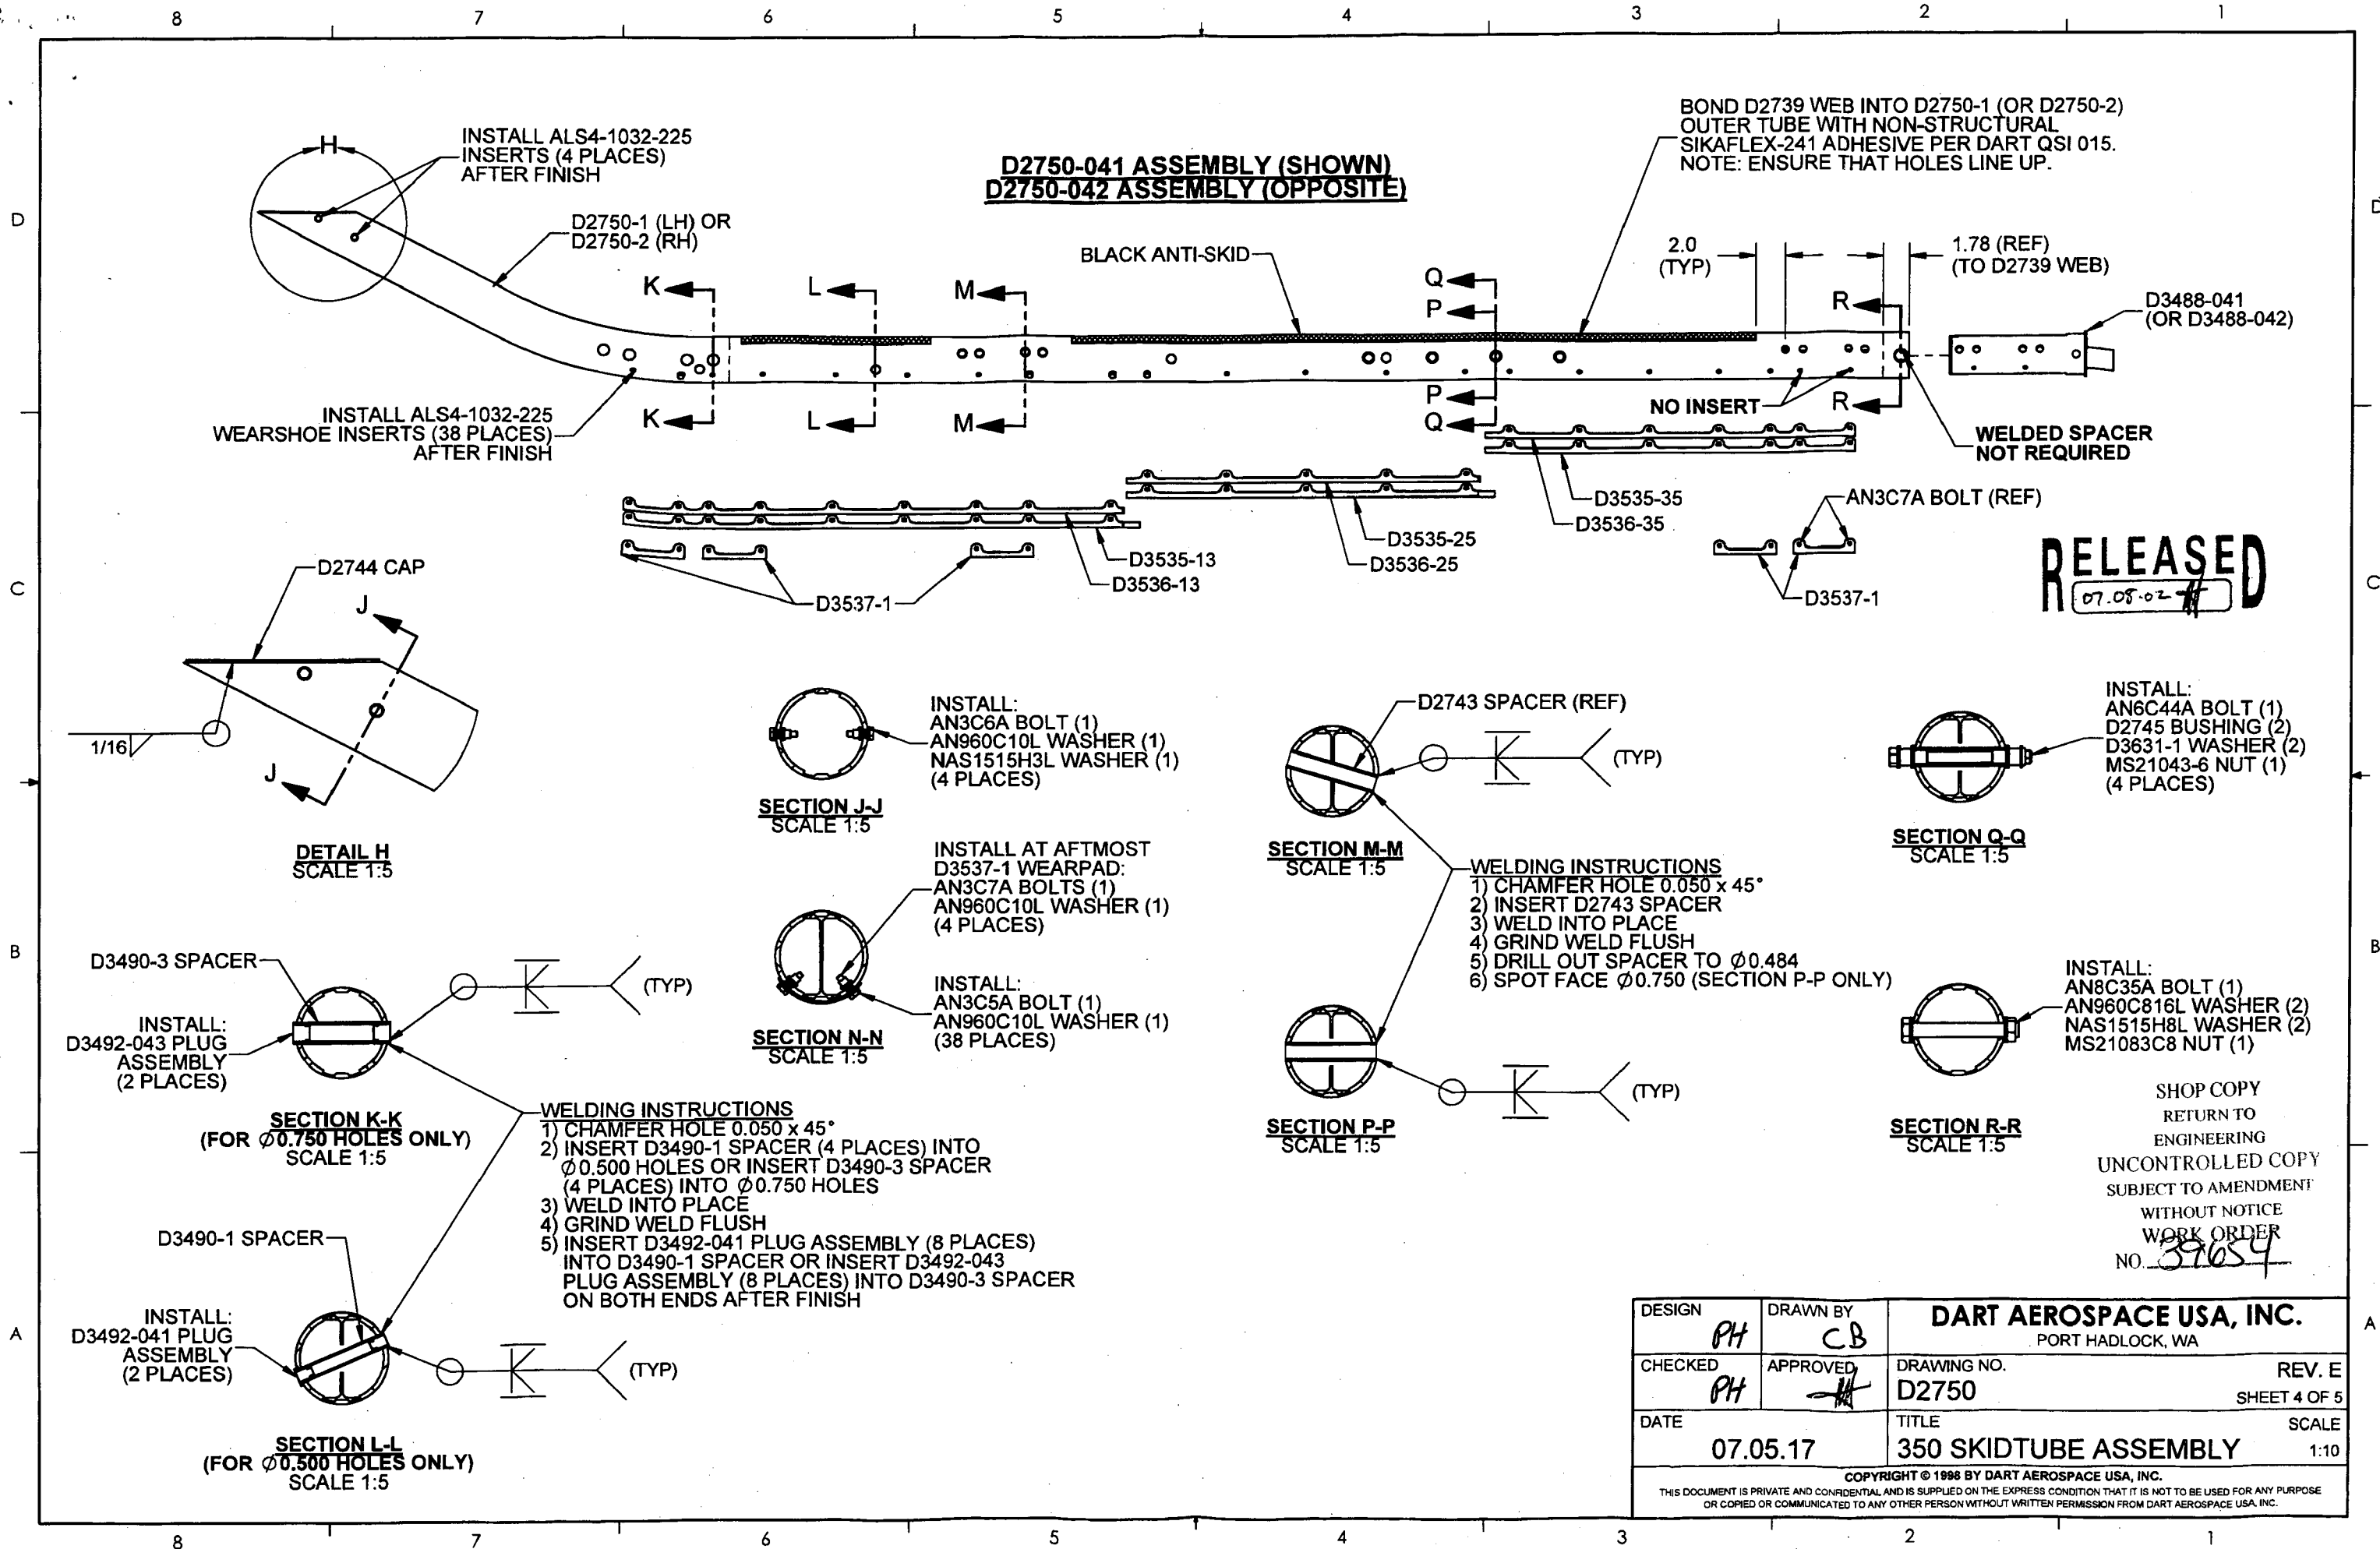 8 7 6 5 4 3 2 1
D
C
B
A
D
C
B
A
INSTALL ALS4-1032-225
INSERTS (4 PLACES)
AFTER FINISH
H
D2750-1 (LH) OR
D2750-2 (RH)
D2750-041 ASSEMBLY (SHOWN)
D2750-042 ASSEMBLY (OPPOSITE)
BLACK ANTI-SKID
BOND D2739 WEB INTO D2750-1 (OR D2750-2)
OUTER TUBE WITH NON-STRUCTURAL
SIKAFLEX-241 ADHESIVE PER DART QSI 015.
NOTE: ENSURE THAT HOLES LINE UP.
2.0
(TYP)
1.78 (REF)
(TO D2739 WEB)
D3488-041
(OR D3488-042)
K L M Q
P
R
K L M P
Q
R
INSTALL ALS4-1032-225
WEARSHOE INSERTS (38 PLACES)
AFTER FINISH
NO INSERT
WELDED SPACER
NOT REQUIRED
D3535-13
D3536-13
D3537-1
D3535-25
D3536-25
D3535-35
D3536-35
AN3C7A BOLT (REF)
D3537-1
RELEASED
07.08.02
D2744 CAP
J
J
1/16
DETAIL H
SCALE 1:5
INSTALL:
AN3C6A BOLT (1)
AN960C10L WASHER (1)
NAS1515H3L WASHER (1)
(4 PLACES)
SECTION J-J
SCALE 1:5
INSTALL AT AFTMOST
D3537-1 WEARPAD:
AN3C7A BOLTS (1)
AN960C10L WASHER (1)
(4 PLACES)
INSTALL:
AN3C5A BOLT (1)
AN960C10L WASHER (1)
(38 PLACES)
SECTION N-N
SCALE 1:5
D2743 SPACER (REF)
(TYP)
SECTION M-M
SCALE 1:5
WELDING INSTRUCTIONS
1) CHAMFER HOLE 0.050 x 45°
2) INSERT D2743 SPACER
3) WELD INTO PLACE
4) GRIND WELD FLUSH
5) DRILL OUT SPACER TO Ø0.484
6) SPOT FACE Ø0.750 (SECTION P-P ONLY)
(TYP)
SECTION P-P
SCALE 1:5
INSTALL:
AN6C44A BOLT (1)
D2745 BUSHING (2)
D3631-1 WASHER (2)
MS21043-6 NUT (1)
(4 PLACES)
SECTION Q-Q
SCALE 1:5
INSTALL:
AN8C35A BOLT (1)
AN960C816L WASHER (2)
NAS1515H8L WASHER (2)
MS21083C8 NUT (1)
SECTION R-R
SCALE 1:5
D3490-3 SPACER
(TYP)
INSTALL:
D3492-043 PLUG
ASSEMBLY
(2 PLACES)
SECTION K-K
(FOR Ø0.750 HOLES ONLY)
SCALE 1:5
WELDING INSTRUCTIONS
1) CHAMFER HOLE 0.050 x 45°
2) INSERT D3490-1 SPACER (4 PLACES) INTO
Ø0.500 HOLES OR INSERT D3490-3 SPACER
(4 PLACES) INTO Ø0.750 HOLES
3) WELD INTO PLACE
4) GRIND WELD FLUSH
5) INSERT D3492-041 PLUG ASSEMBLY (8 PLACES)
INTO D3490-1 SPACER OR INSERT D3492-043
PLUG ASSEMBLY (8 PLACES) INTO D3490-3 SPACER
ON BOTH ENDS AFTER FINISH
D3490-1 SPACER
INSTALL:
D3492-041 PLUG
ASSEMBLY
(2 PLACES)
(TYP)
SECTION L-L
(FOR Ø0.500 HOLES ONLY)
SCALE 1:5
SHOP COPY
RETURN TO
ENGINEERING
UNCONTROLLED COPY
SUBJECT TO AMENDMENT
WITHOUT NOTICE
WORK ORDER
NO. 39654
DESIGN PH
DRAWN BY CB
DART AEROSPACE USA, INC.
PORT HADLOCK, WA
CHECKED PH
APPROVED
DRAWING NO.
D2750
REV. E
SHEET 4 OF 5
DATE
07.05.17
TITLE
350 SKIDTUBE ASSEMBLY
SCALE
1:10
COPYRIGHT © 1998 BY DART AEROSPACE USA, INC.
THIS DOCUMENT IS PRIVATE AND CONFIDENTIAL AND IS SUPPLIED ON THE EXPRESS CONDITION THAT IT IS NOT TO BE USED FOR ANY PURPOSE
OR COPIED OR COMMUNICATED TO ANY OTHER PERSON WITHOUT WRITTEN PERMISSION FROM DART AEROSPACE USA, INC.
8 7 6 5 4 3 2 1